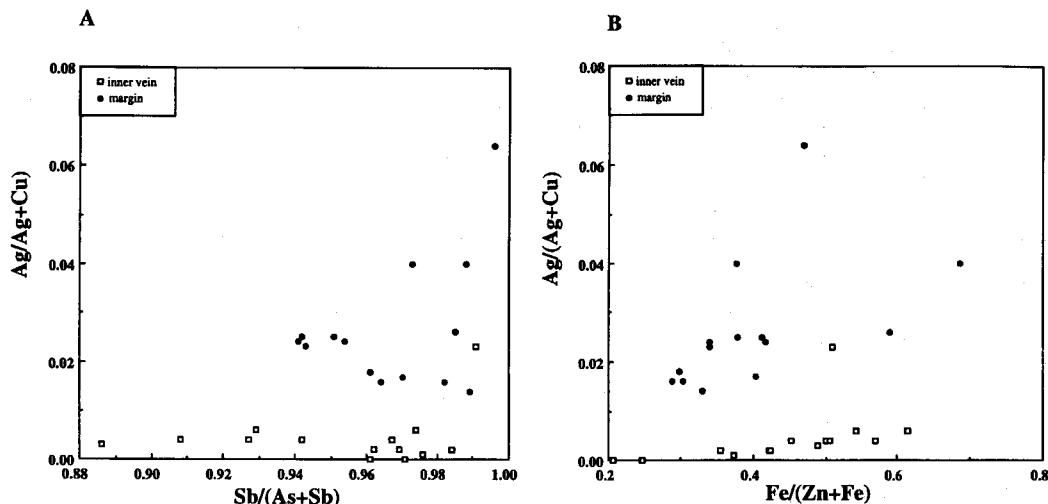 A
0.08
inner vein
margin
0.06
0.04
0.02
0.00
Ag/Ag+Cu)
0.88
0.90
0.92
0.94
0.96
0.98
1.00
Sb/(As+Sb)
B
0.08
inner vein
margin
0.06
0.04
0.02
0.00
Ag/(Ag+Cu)
0.2
0.4
0.6
0.8
Fe/(Zn+Fe)